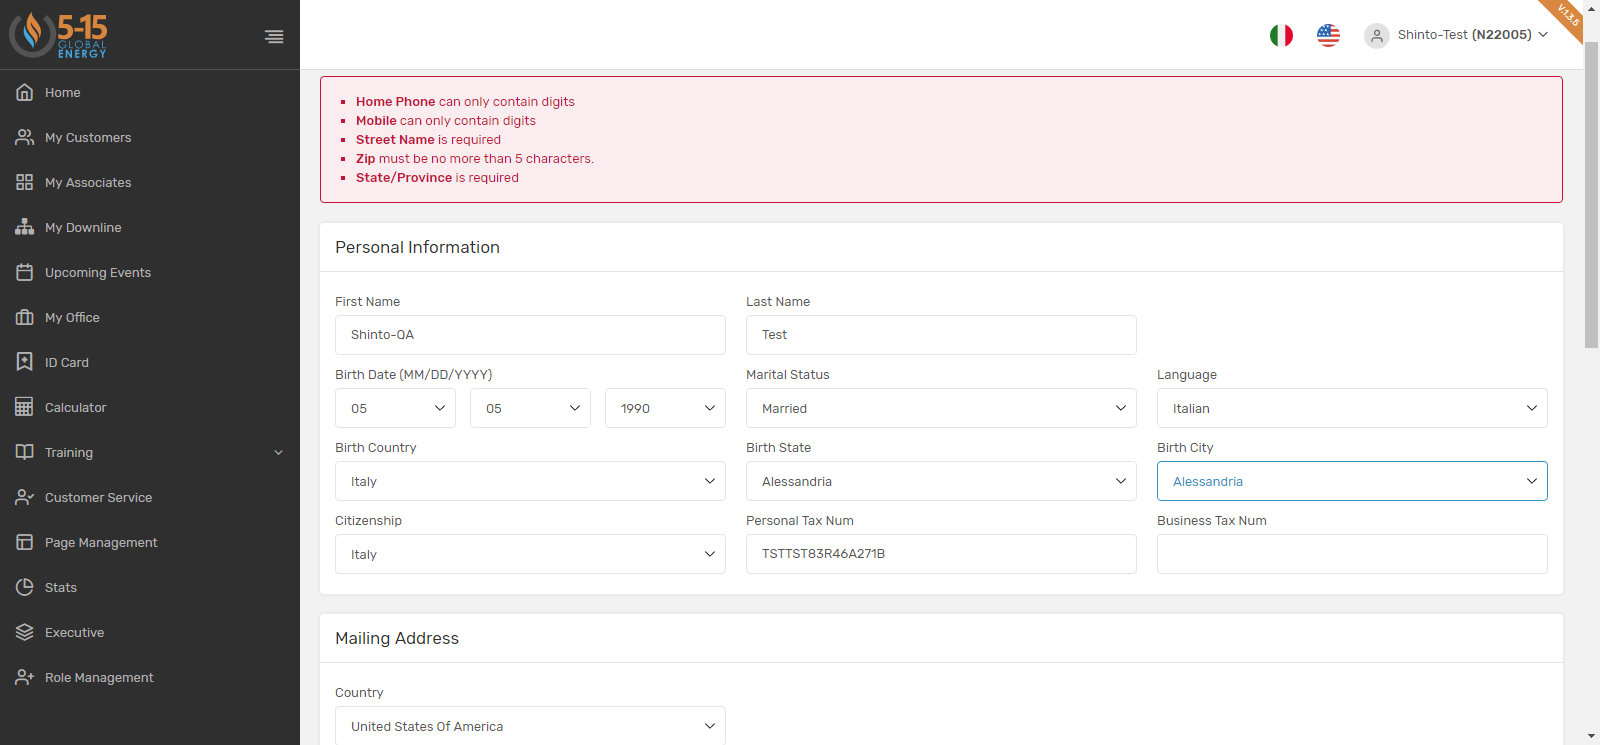 5-15
GLOBAL
ENERGY
Home
My Customers
My Associates
My Downline
Upcoming Events
My Office
ID Card
Calculator
Training
Customer Service
Page Management
Stats
Executive
Role Management
Shinto-Test (N22005)
V.1.3.5
Home Phone can only contain digits
Mobile can only contain digits
Street Name is required
Zip must be no more than 5 characters.
State/Province is required
Personal Information
First Name
Last Name
Shinto-QA
Test
Birth Date (MM/DD/YYYY)
Marital Status
Language
05
05
1990
Married
Italian
Birth Country
Birth State
Birth City
Italy
Alessandria
Alessandria
Citizenship
Personal Tax Num
Business Tax Num
Italy
TSTTST83R46A271B
Mailing Address
Country
United States Of America